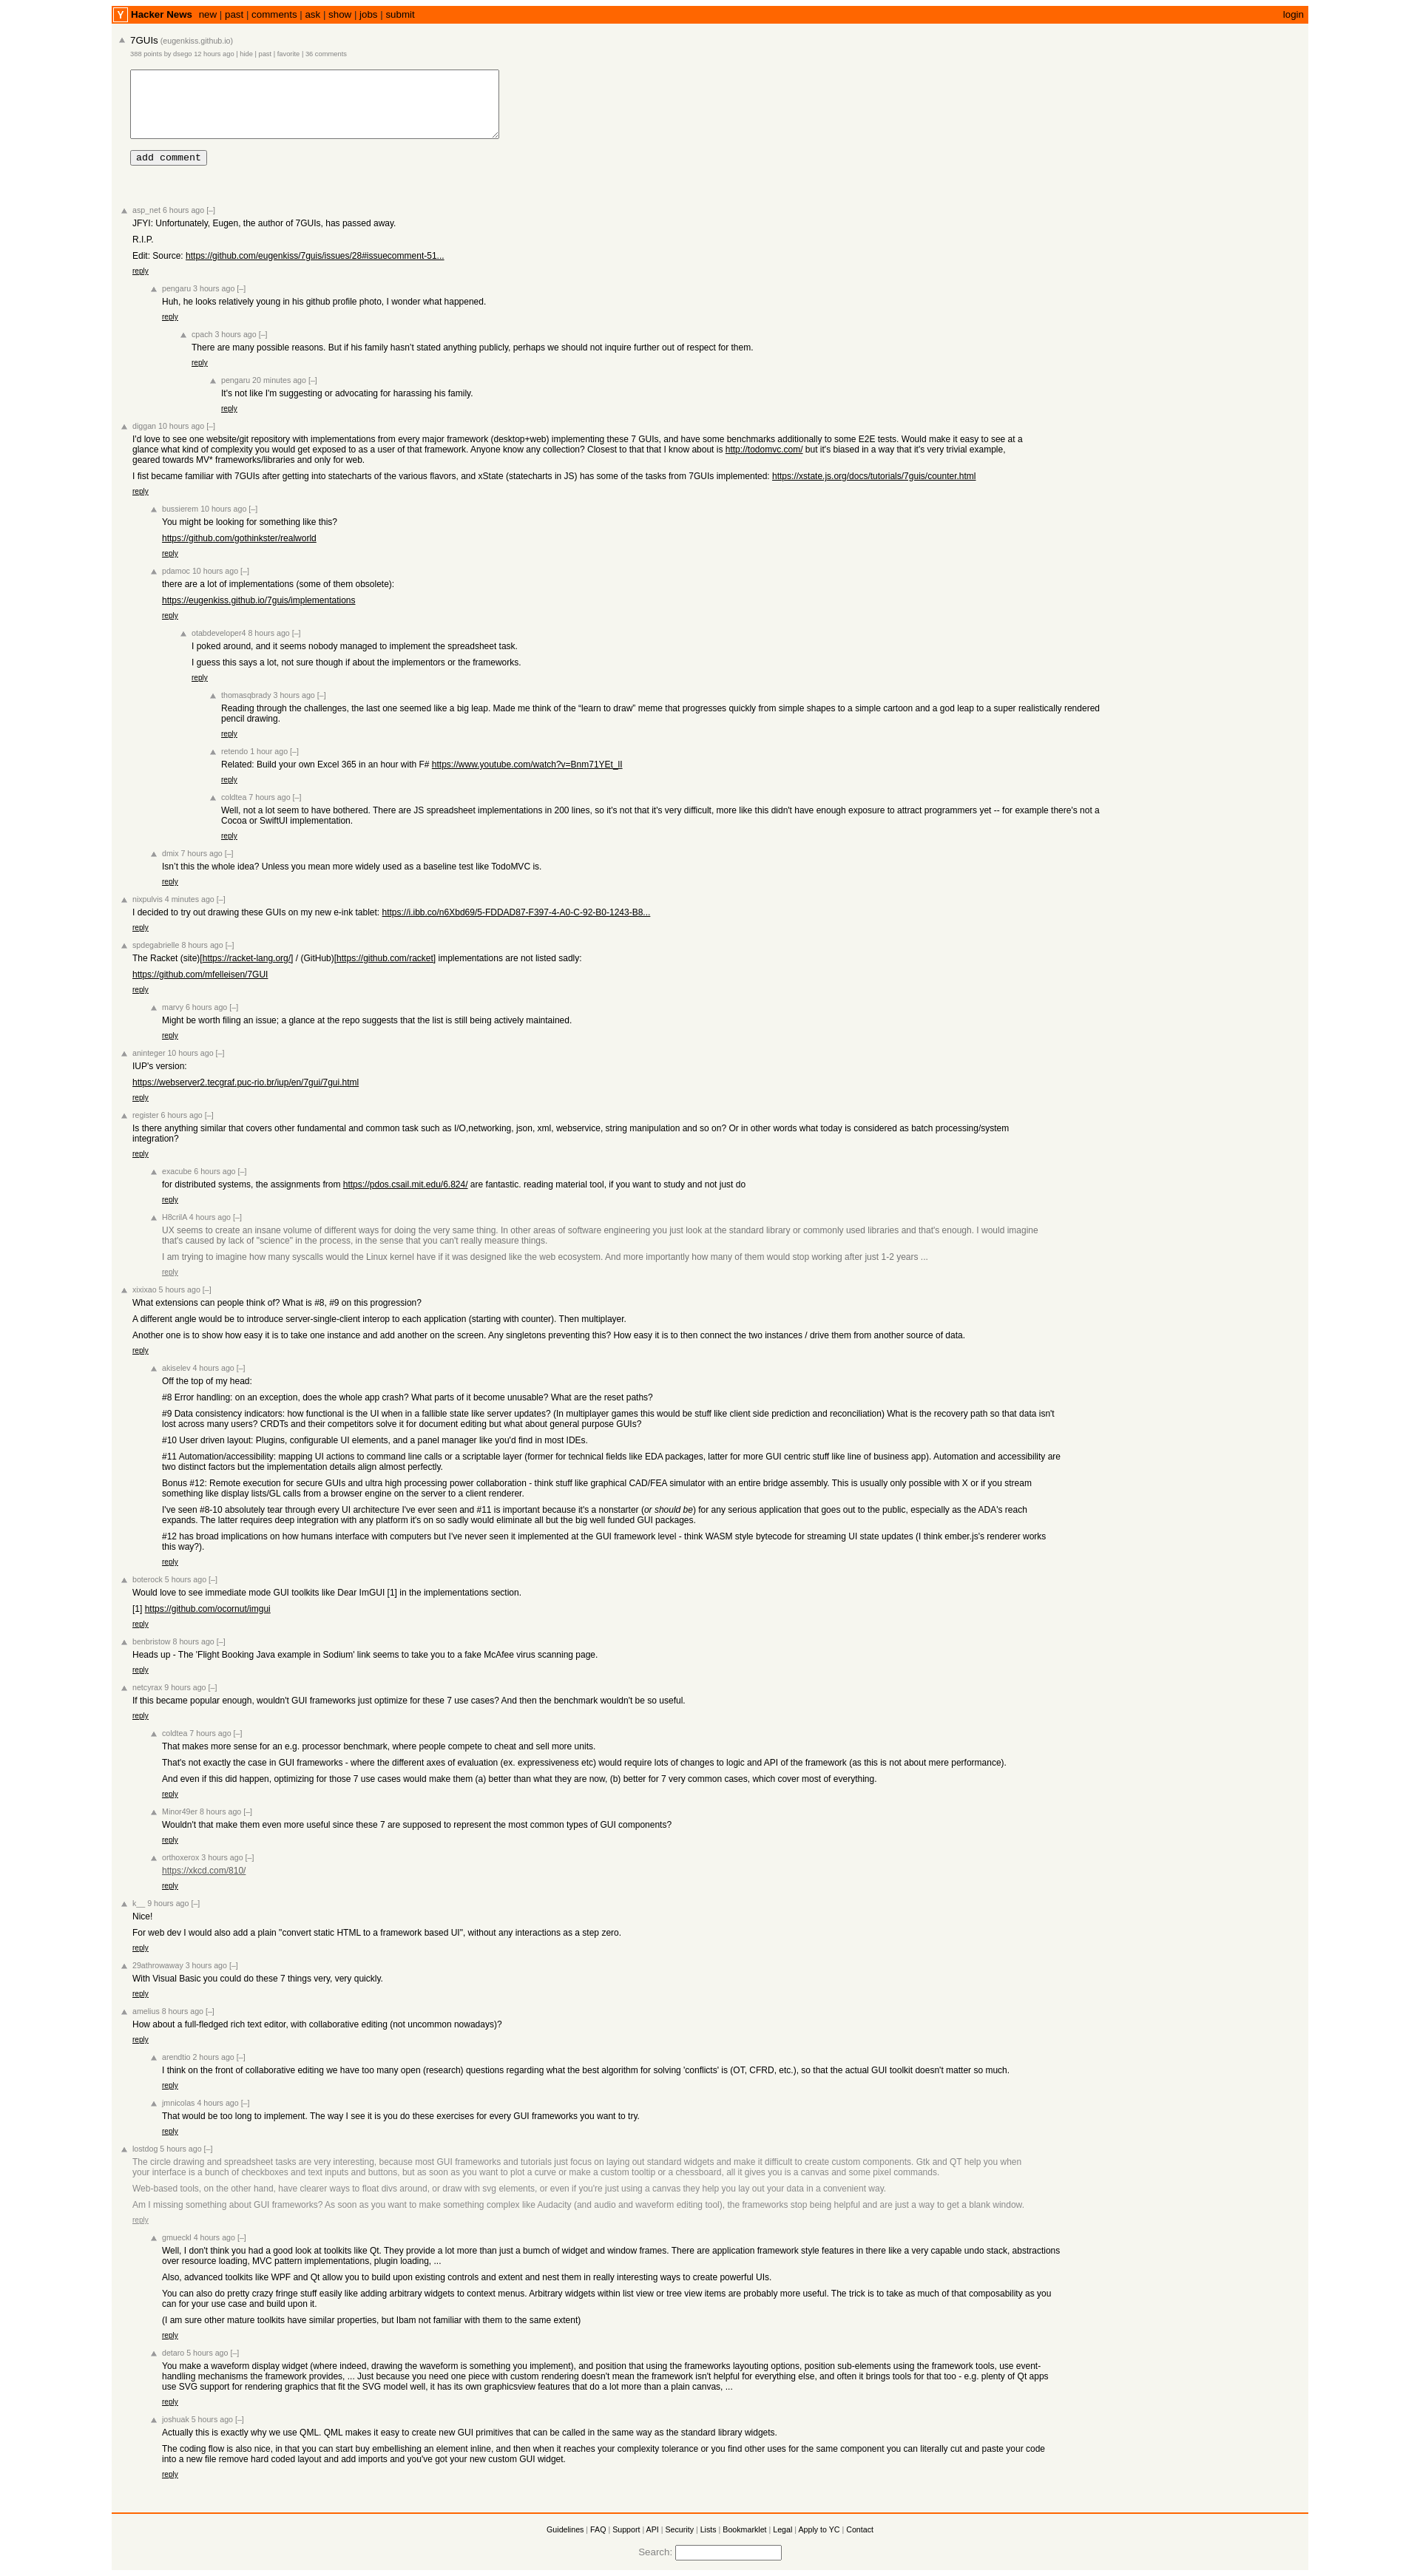 Y Hacker News new | past | comments | ask | show | jobs | submit login
7GUIs (eugenkiss.github.io)
388 points by dsego 12 hours ago | hide | past | favorite | 36 comments
add comment
asp_net 6 hours ago [–]
JFYI: Unfortunately, Eugen, the author of 7GUIs, has passed away.
R.I.P.
Edit: Source: https://github.com/eugenkiss/7guis/issues/28#issuecomment-51...
reply
pengaru 3 hours ago [–]
Huh, he looks relatively young in his github profile photo, I wonder what happened.
reply
cpach 3 hours ago [–]
There are many possible reasons. But if his family hasn’t stated anything publicly, perhaps we should not inquire further out of respect for them.
reply
pengaru 20 minutes ago [–]
It's not like I'm suggesting or advocating for harassing his family.
reply
diggan 10 hours ago [–]
I'd love to see one website/git repository with implementations from every major framework (desktop+web) implementing these 7 GUIs, and have some benchmarks additionally to some E2E tests. Would make it easy to see at a
glance what kind of complexity you would get exposed to as a user of that framework. Anyone know any collection? Closest to that that I know about is http://todomvc.com/ but it's biased in a way that it's very trivial example,
geared towards MV* frameworks/libraries and only for web.
I fist became familiar with 7GUIs after getting into statecharts of the various flavors, and xState (statecharts in JS) has some of the tasks from 7GUIs implemented: https://xstate.js.org/docs/tutorials/7guis/counter.html
reply
bussierem 10 hours ago [–]
You might be looking for something like this?
https://github.com/gothinkster/realworld
reply
pdamoc 10 hours ago [–]
there are a lot of implementations (some of them obsolete):
https://eugenkiss.github.io/7guis/implementations
reply
otabdeveloper4 8 hours ago [–]
I poked around, and it seems nobody managed to implement the spreadsheet task.
I guess this says a lot, not sure though if about the implementors or the frameworks.
reply
thomasqbrady 3 hours ago [–]
Reading through the challenges, the last one seemed like a big leap. Made me think of the “learn to draw” meme that progresses quickly from simple shapes to a simple cartoon and a god leap to a super realistically rendered
pencil drawing.
reply
retendo 1 hour ago [–]
Related: Build your own Excel 365 in an hour with F# https://www.youtube.com/watch?v=Bnm71YEt_lI
reply
coldtea 7 hours ago [–]
Well, not a lot seem to have bothered. There are JS spreadsheet implementations in 200 lines, so it's not that it's very difficult, more like this didn't have enough exposure to attract programmers yet -- for example there's not a
Cocoa or SwiftUI implementation.
reply
dmix 7 hours ago [–]
Isn’t this the whole idea? Unless you mean more widely used as a baseline test like TodoMVC is.
reply
nixpulvis 4 minutes ago [–]
I decided to try out drawing these GUIs on my new e-ink tablet: https://i.ibb.co/n6Xbd69/5-FDDAD87-F397-4-A0-C-92-B0-1243-B8...
reply
spdegabrielle 8 hours ago [–]
The Racket (site)[https://racket-lang.org/] / (GitHub)[https://github.com/racket] implementations are not listed sadly:
https://github.com/mfelleisen/7GUI
reply
marvy 6 hours ago [–]
Might be worth filing an issue; a glance at the repo suggests that the list is still being actively maintained.
reply
aninteger 10 hours ago [–]
IUP's version:
https://webserver2.tecgraf.puc-rio.br/iup/en/7gui/7gui.html
reply
register 6 hours ago [–]
Is there anything similar that covers other fundamental and common task such as I/O,networking, json, xml, webservice, string manipulation and so on? Or in other words what today is considered as batch processing/system
integration?
reply
exacube 6 hours ago [–]
for distributed systems, the assignments from https://pdos.csail.mit.edu/6.824/ are fantastic. reading material tool, if you want to study and not just do
reply
H8crilA 4 hours ago [–]
UX seems to create an insane volume of different ways for doing the very same thing. In other areas of software engineering you just look at the standard library or commonly used libraries and that's enough. I would imagine
that's caused by lack of "science" in the process, in the sense that you can't really measure things.
I am trying to imagine how many syscalls would the Linux kernel have if it was designed like the web ecosystem. And more importantly how many of them would stop working after just 1-2 years ...
reply
xixixao 5 hours ago [–]
What extensions can people think of? What is #8, #9 on this progression?
A different angle would be to introduce server-single-client interop to each application (starting with counter). Then multiplayer.
Another one is to show how easy it is to take one instance and add another on the screen. Any singletons preventing this? How easy it is to then connect the two instances / drive them from another source of data.
reply
akiselev 4 hours ago [–]
Off the top of my head:
#8 Error handling: on an exception, does the whole app crash? What parts of it become unusable? What are the reset paths?
#9 Data consistency indicators: how functional is the UI when in a fallible state like server updates? (In multiplayer games this would be stuff like client side prediction and reconciliation) What is the recovery path so that data isn't
lost across many users? CRDTs and their competitors solve it for document editing but what about general purpose GUIs?
#10 User driven layout: Plugins, configurable UI elements, and a panel manager like you'd find in most IDEs.
#11 Automation/accessibility: mapping UI actions to command line calls or a scriptable layer (former for technical fields like EDA packages, latter for more GUI centric stuff like line of business app). Automation and accessibility are
two distinct factors but the implementation details align almost perfectly.
Bonus #12: Remote execution for secure GUIs and ultra high processing power collaboration - think stuff like graphical CAD/FEA simulator with an entire bridge assembly. This is usually only possible with X or if you stream
something like display lists/GL calls from a browser engine on the server to a client renderer.
I've seen #8-10 absolutely tear through every UI architecture I've ever seen and #11 is important because it's a nonstarter (or should be) for any serious application that goes out to the public, especially as the ADA's reach
expands. The latter requires deep integration with any platform it's on so sadly would eliminate all but the big well funded GUI packages.
#12 has broad implications on how humans interface with computers but I've never seen it implemented at the GUI framework level - think WASM style bytecode for streaming UI state updates (I think ember.js's renderer works
this way?).
reply
boterock 5 hours ago [–]
Would love to see immediate mode GUI toolkits like Dear ImGUI [1] in the implementations section.
[1] https://github.com/ocornut/imgui
reply
benbristow 8 hours ago [–]
Heads up - The 'Flight Booking Java example in Sodium' link seems to take you to a fake McAfee virus scanning page.
reply
netcyrax 9 hours ago [–]
If this became popular enough, wouldn't GUI frameworks just optimize for these 7 use cases? And then the benchmark wouldn't be so useful.
reply
coldtea 7 hours ago [–]
That makes more sense for an e.g. processor benchmark, where people compete to cheat and sell more units.
That's not exactly the case in GUI frameworks - where the different axes of evaluation (ex. expressiveness etc) would require lots of changes to logic and API of the framework (as this is not about mere performance).
And even if this did happen, optimizing for those 7 use cases would make them (a) better than what they are now, (b) better for 7 very common cases, which cover most of everything.
reply
Minor49er 8 hours ago [–]
Wouldn't that make them even more useful since these 7 are supposed to represent the most common types of GUI components?
reply
orthoxerox 3 hours ago [–]
https://xkcd.com/810/
reply
k__ 9 hours ago [–]
Nice!
For web dev I would also add a plain "convert static HTML to a framework based UI", without any interactions as a step zero.
reply
29athrowaway 3 hours ago [–]
With Visual Basic you could do these 7 things very, very quickly.
reply
amelius 8 hours ago [–]
How about a full-fledged rich text editor, with collaborative editing (not uncommon nowadays)?
reply
arendtio 2 hours ago [–]
I think on the front of collaborative editing we have too many open (research) questions regarding what the best algorithm for solving 'conflicts' is (OT, CFRD, etc.), so that the actual GUI toolkit doesn't matter so much.
reply
jmnicolas 4 hours ago [–]
That would be too long to implement. The way I see it is you do these exercises for every GUI frameworks you want to try.
reply
lostdog 5 hours ago [–]
The circle drawing and spreadsheet tasks are very interesting, because most GUI frameworks and tutorials just focus on laying out standard widgets and make it difficult to create custom components. Gtk and QT help you when
your interface is a bunch of checkboxes and text inputs and buttons, but as soon as you want to plot a curve or make a custom tooltip or a chessboard, all it gives you is a canvas and some pixel commands.
Web-based tools, on the other hand, have clearer ways to float divs around, or draw with svg elements, or even if you're just using a canvas they help you lay out your data in a convenient way.
Am I missing something about GUI frameworks? As soon as you want to make something complex like Audacity (and audio and waveform editing tool), the frameworks stop being helpful and are just a way to get a blank window.
reply
gmueckl 4 hours ago [–]
Well, I don't think you had a good look at toolkits like Qt. They provide a lot more than just a bunch of widget and window frames. There are application framework style features in there like a very capable undo stack, abstractions
over resource loading, MVC pattern implementations, plugin loading, ...
Also, advanced toolkits like WPF and Qt allow you to build upon existing controls and extent and nest them in really interesting ways to create powerful UIs.
You can also do pretty crazy fringe stuff easily like adding arbitrary widgets to context menus. Arbitrary widgets within list view or tree view items are probably more useful. The trick is to take as much of that composability as you
can for your use case and build upon it.
(I am sure other mature toolkits have similar properties, but Ibam not familiar with them to the same extent)
reply
detaro 5 hours ago [–]
You make a waveform display widget (where indeed, drawing the waveform is something you implement), and position that using the frameworks layouting options, position sub-elements using the framework tools, use event-
handling mechanisms the framework provides, ... Just because you need one piece with custom rendering doesn't mean the framework isn't helpful for everything else, and often it brings tools for that too - e.g. plenty of Qt apps
use SVG support for rendering graphics that fit the SVG model well, it has its own graphicsview features that do a lot more than a plain canvas, ...
reply
joshuak 5 hours ago [–]
Actually this is exactly why we use QML. QML makes it easy to create new GUI primitives that can be called in the same way as the standard library widgets.
The coding flow is also nice, in that you can start buy embellishing an element inline, and then when it reaches your complexity tolerance or you find other uses for the same component you can literally cut and paste your code
into a new file remove hard coded layout and add imports and you've got your new custom GUI widget.
reply
Guidelines | FAQ | Support | API | Security | Lists | Bookmarklet | Legal | Apply to YC | Contact
Search: